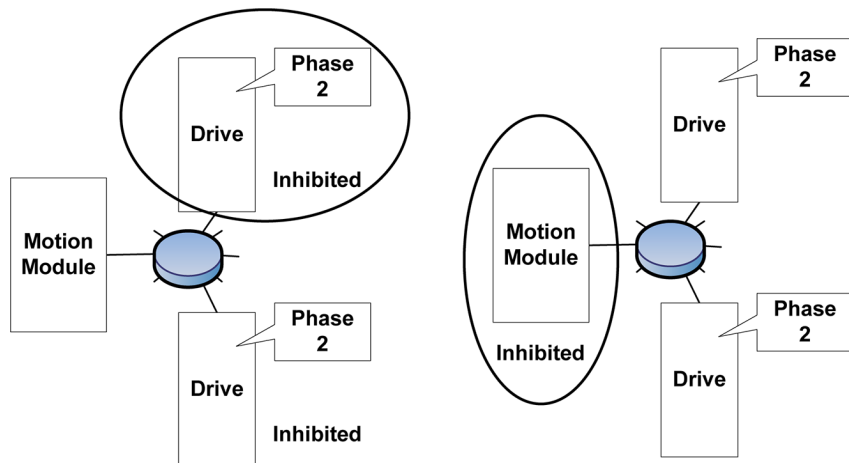 Phase
2
Drive
Inhibited
Motion
Module
Phase
2
Drive
Inhibited
Phase
2
Drive
Motion
Module
Inhibited
Phase
2
Drive